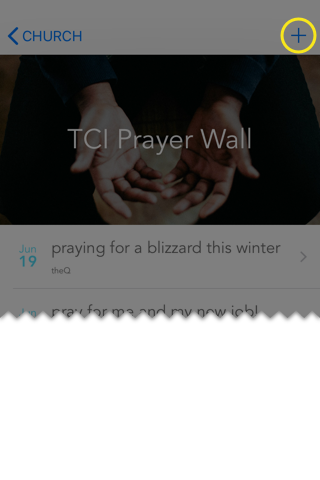 CHURCH
TCI Prayer Wall
Jun
19
praying for a blizzard this winter
theQ
pray for me and my new job!